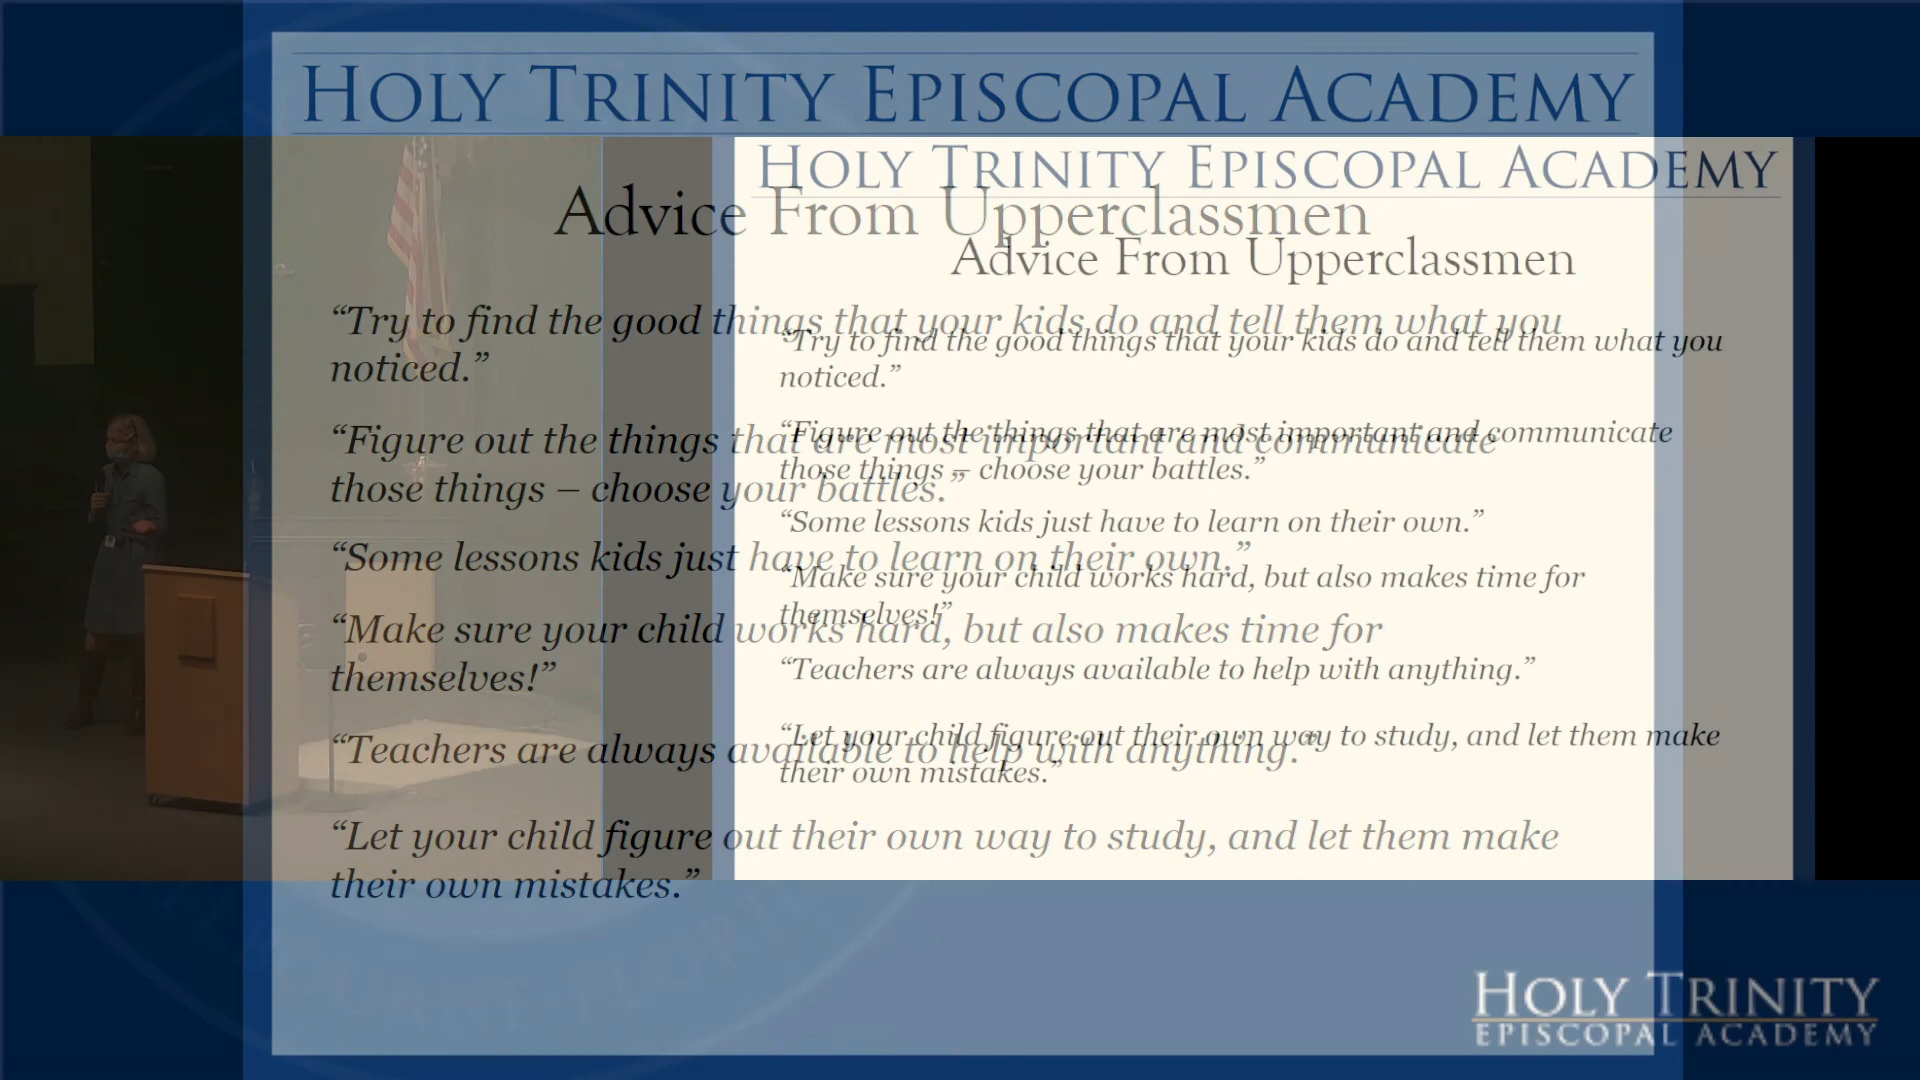 HOLY TRINITY EPISCOPAL ACADEMY
Advice From Upperclassmen
“Try to find the good things that your kids do and tell them what you
noticed.”
“Figure out the things that are most important and communicate
those things – choose your battles.”
“Some lessons kids just have to learn on their own.”
“Make sure your child works hard, but also makes time for
themselves!”
“Teachers are always available to help with anything.”
“Let your child figure out their own way to study, and let them make
their own mistakes.”
HOLY TRINITY EPISCOPAL ACADEMY
Advice From Upperclassmen
“Try to find the good things that your kids do and tell them what you
noticed.”
“Figure out the things that are most important and communicate
those things – choose your battles.”
“Some lessons kids just have to learn on their own.”
“Make sure your child works hard, but also makes time for
themselves!”
“Teachers are always available to help with anything.”
“Let your child figure out their own way to study, and let them make
their own mistakes.”
HOLY TRINITY
EPISCOPAL ACADEMY